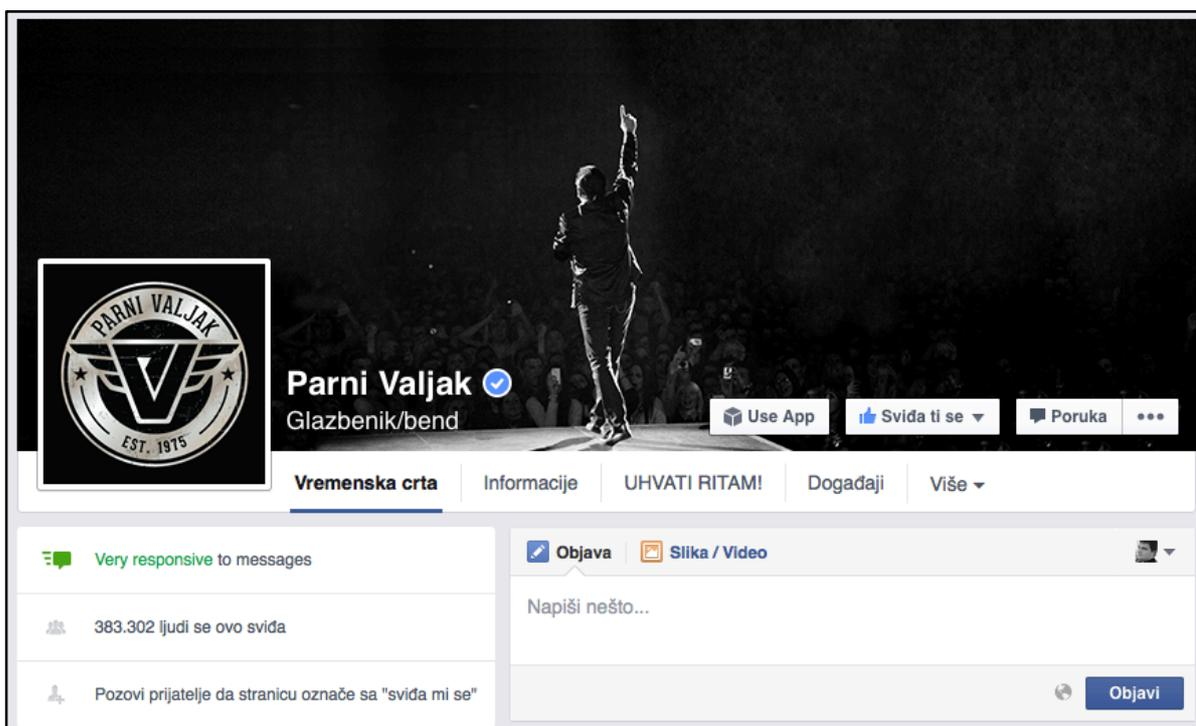 PARNI VALJAK
EST. 1975
Parni Valjak
Glazbenik/bend
Use App
Sviđa ti se
Poruka
Vremenska crta
Informacije
UHVATI RITAM!
Događaji
Više
Very responsive to messages
383.302 ljudi se ovo sviđa
Pozovi prijatelje da stranicu označe sa "sviđa mi se"
Objava
Slika / Video
Napiši nešto...
Objavi